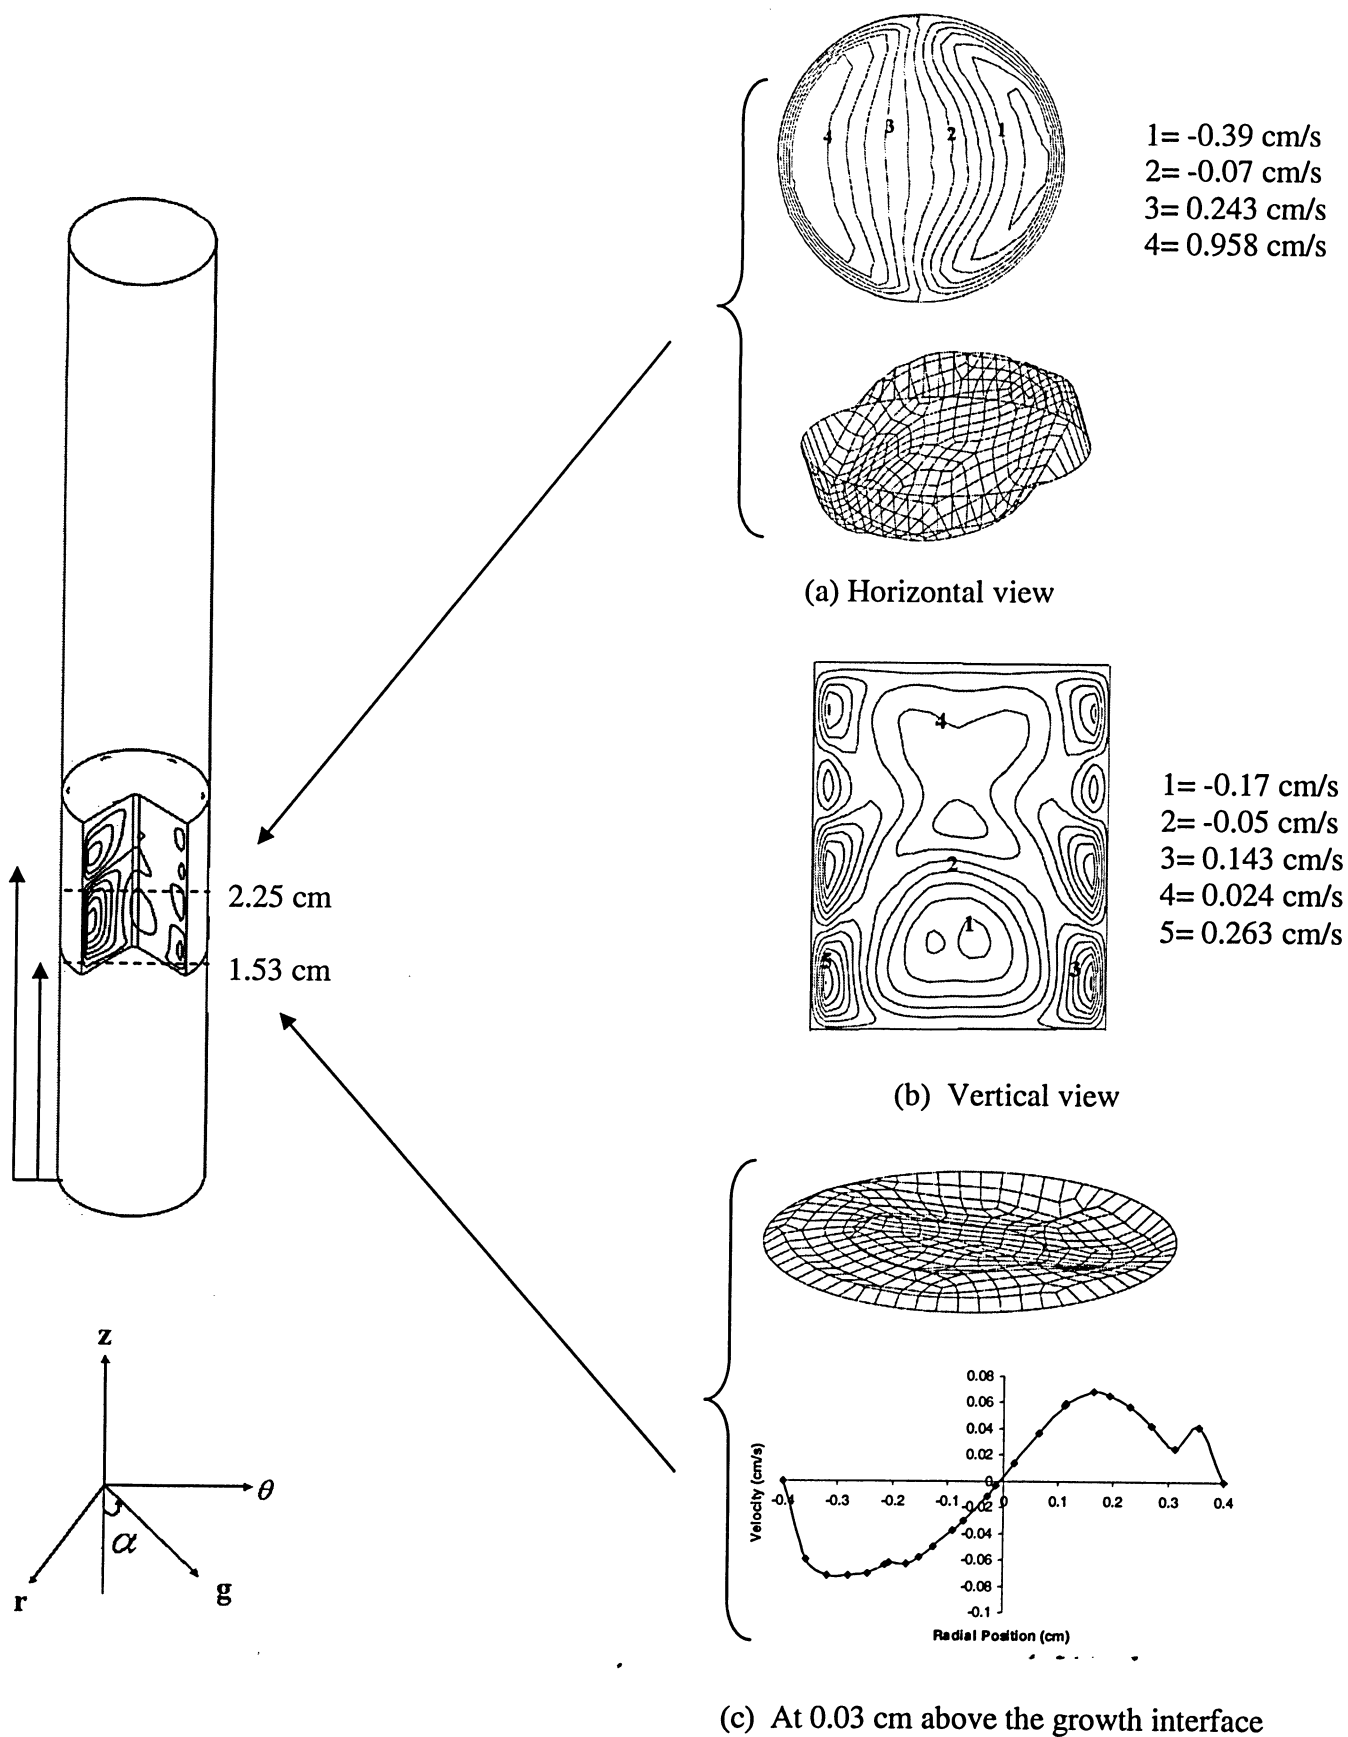 4
3
2
1
1= -0.39 cm/s
2= -0.07 cm/s
3= 0.243 cm/s
4= 0.958 cm/s
(a) Horizontal view
2.25 cm
1.53 cm
4
2
1
5
3
1= -0.17 cm/s
2= -0.05 cm/s
3= 0.143 cm/s
4= 0.024 cm/s
5= 0.263 cm/s
(b) Vertical view
z
θ
α
r
g
Velocity (cm/s)
0.08
0.06
0.04
0.02
0
-0.02
-0.04
-0.06
-0.08
-0.1
-0.4 -0.3 -0.2 -0.1 0 0.1 0.2 0.3 0.4
Radial Position (cm)
(c) At 0.03 cm above the growth interface